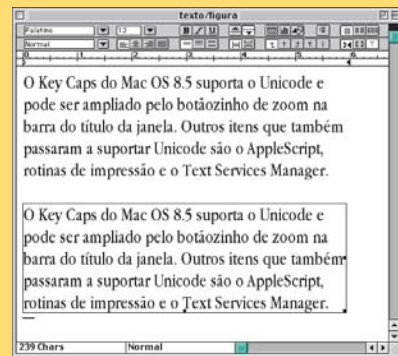 texto/figura
Palatino 12 B I U
Normal
O Key Caps do Mac OS 8.5 suporta o Unicode e
pode ser ampliado pelo botãozinho de zoom na
barra do título da janela. Outros itens que também
passaram a suportar Unicode são o AppleScript,
rotinas de impressão e o Text Services Manager.
O Key Caps do Mac OS 8.5 suporta o Unicode e
pode ser ampliado pelo botãozinho de zoom na
barra do título da janela. Outros itens que também
passaram a suportar Unicode são o AppleScript,
rotinas de impressão e o Text Services Manager.
239 Chars Normal